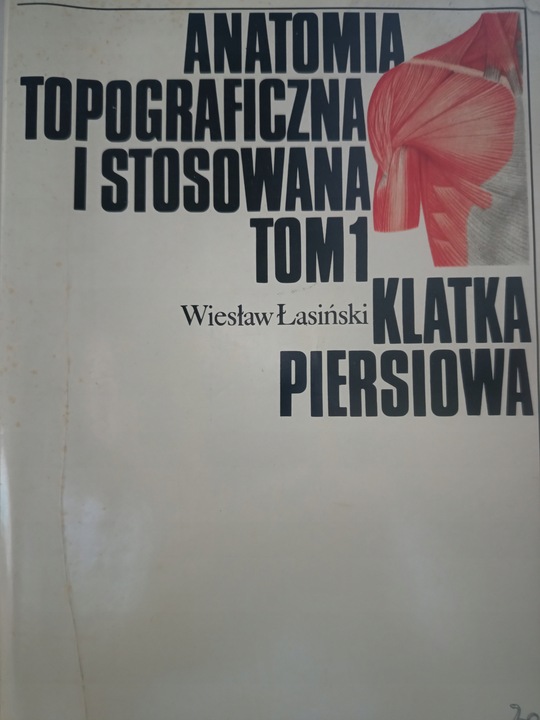 ANATOMIA
TOPOGRAFICZNA
I STOSOWANA
TOM 1
Wiesław Łasiński KLATKA
PIERSIOWA